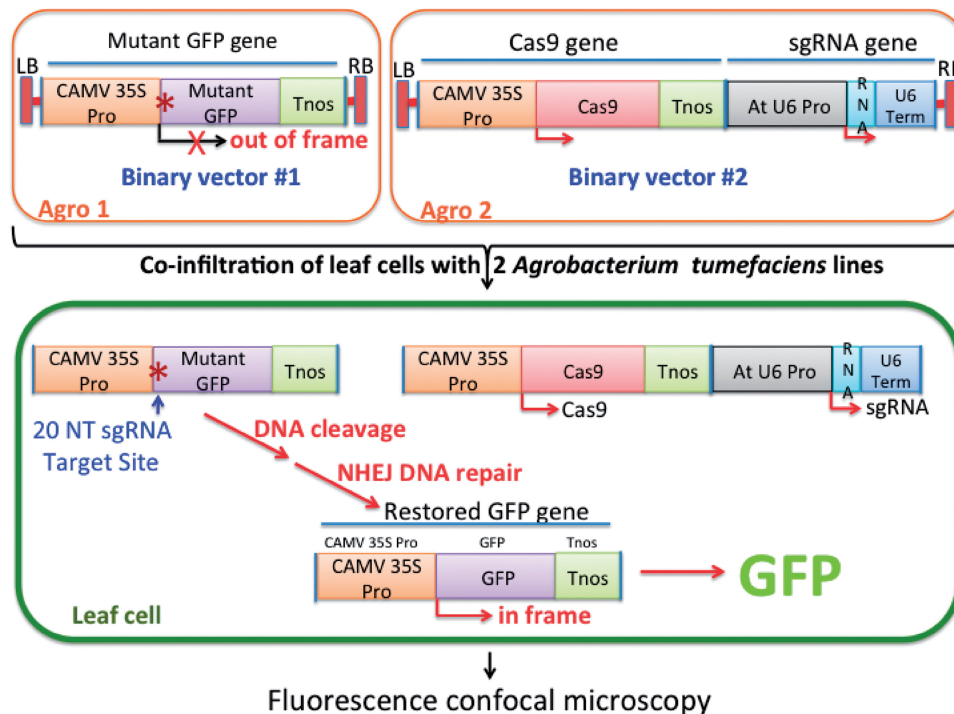 Mutant GFP gene
LB
RB
CAMV 35S
Pro
*
Mutant
GFP
Tnos
X
out of frame
Binary vector #1
Agro 1
Cas9 gene
sgRNA gene
LB
CAMV 35S
Pro
Cas9
Tnos
At U6 Pro
R
N
A
U6
Term
Binary vector #2
Agro 2
Co-infiltration of leaf cells with 2 Agrobacterium tumefaciens lines
CAMV 35S
Pro
*
Mutant
GFP
Tnos
20 NT sgRNA
Target Site
CAMV 35S
Pro
Cas9
Tnos
At U6 Pro
R
N
A
U6
Term
Cas9
sgRNA
DNA cleavage
NHEJ DNA repair
Restored GFP gene
CAMV 35S Pro
GFP
Tnos
CAMV 35S
Pro
GFP
Tnos
in frame
GFP
Leaf cell
Fluorescence confocal microscopy